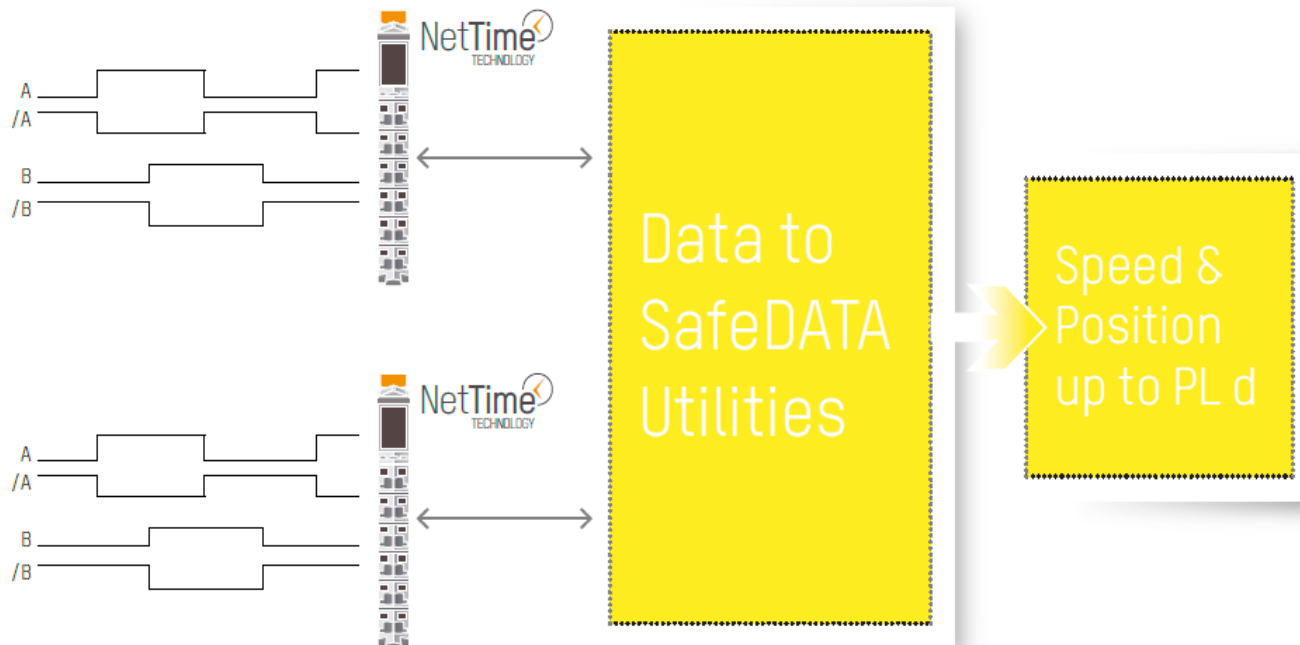 A
/A
B
/B
NetTime
TECHNOLOGY
A
/A
B
/B
NetTime
TECHNOLOGY
Data to
SafeDATA
Utilities
Speed &
Position
up to PL d